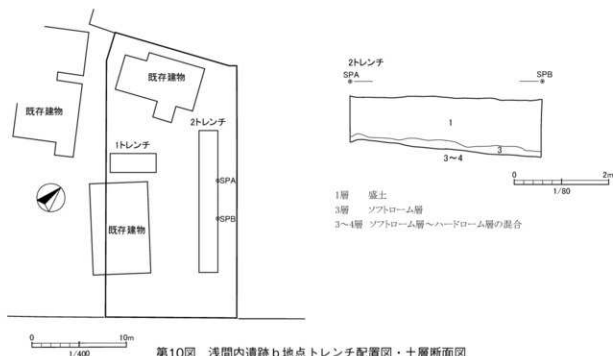 既存建物
既存建物
2トレンチ
1トレンチ
SPA
SPB
既存建物
0 10m
1/400
2トレンチ
SPA
SPB
1
3
3～4
0 2m
1/80
1層 盛土
3層 ソフトローム層
3～4層 ソフトローム層～ハードローム層の混合
第10図 浅間内遺跡b地点トレンチ配置図・土層断面図